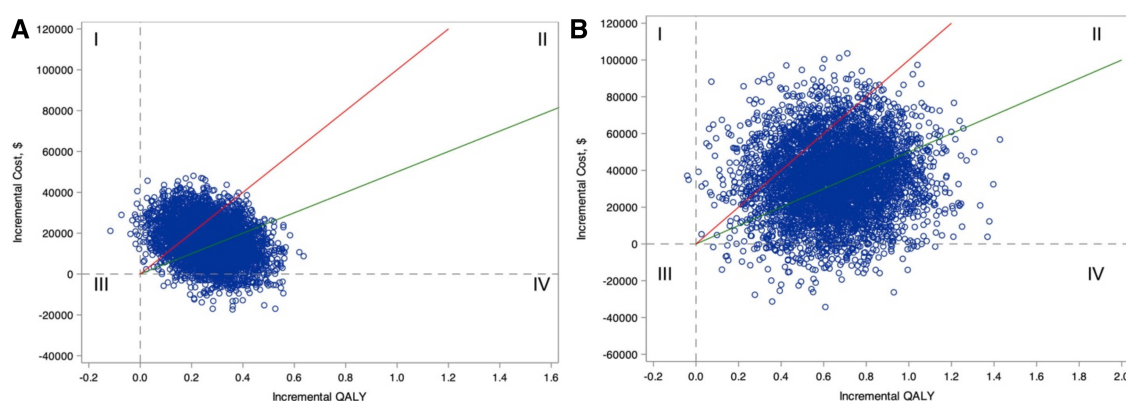 A
I
II
III
IV
120000
100000
80000
60000
40000
20000
0
-20000
-40000
Incremental Cost, $
-0.2 0.0 0.2 0.4 0.6 0.8 1.0 1.2 1.4 1.6
Incremental QALY
B
I
II
III
IV
120000
100000
80000
60000
40000
20000
0
-20000
-40000
-60000
Incremental Cost, $
-0.2 0.0 0.2 0.4 0.6 0.8 1.0 1.2 1.4 1.6 1.8 2.0
Incremental QALY